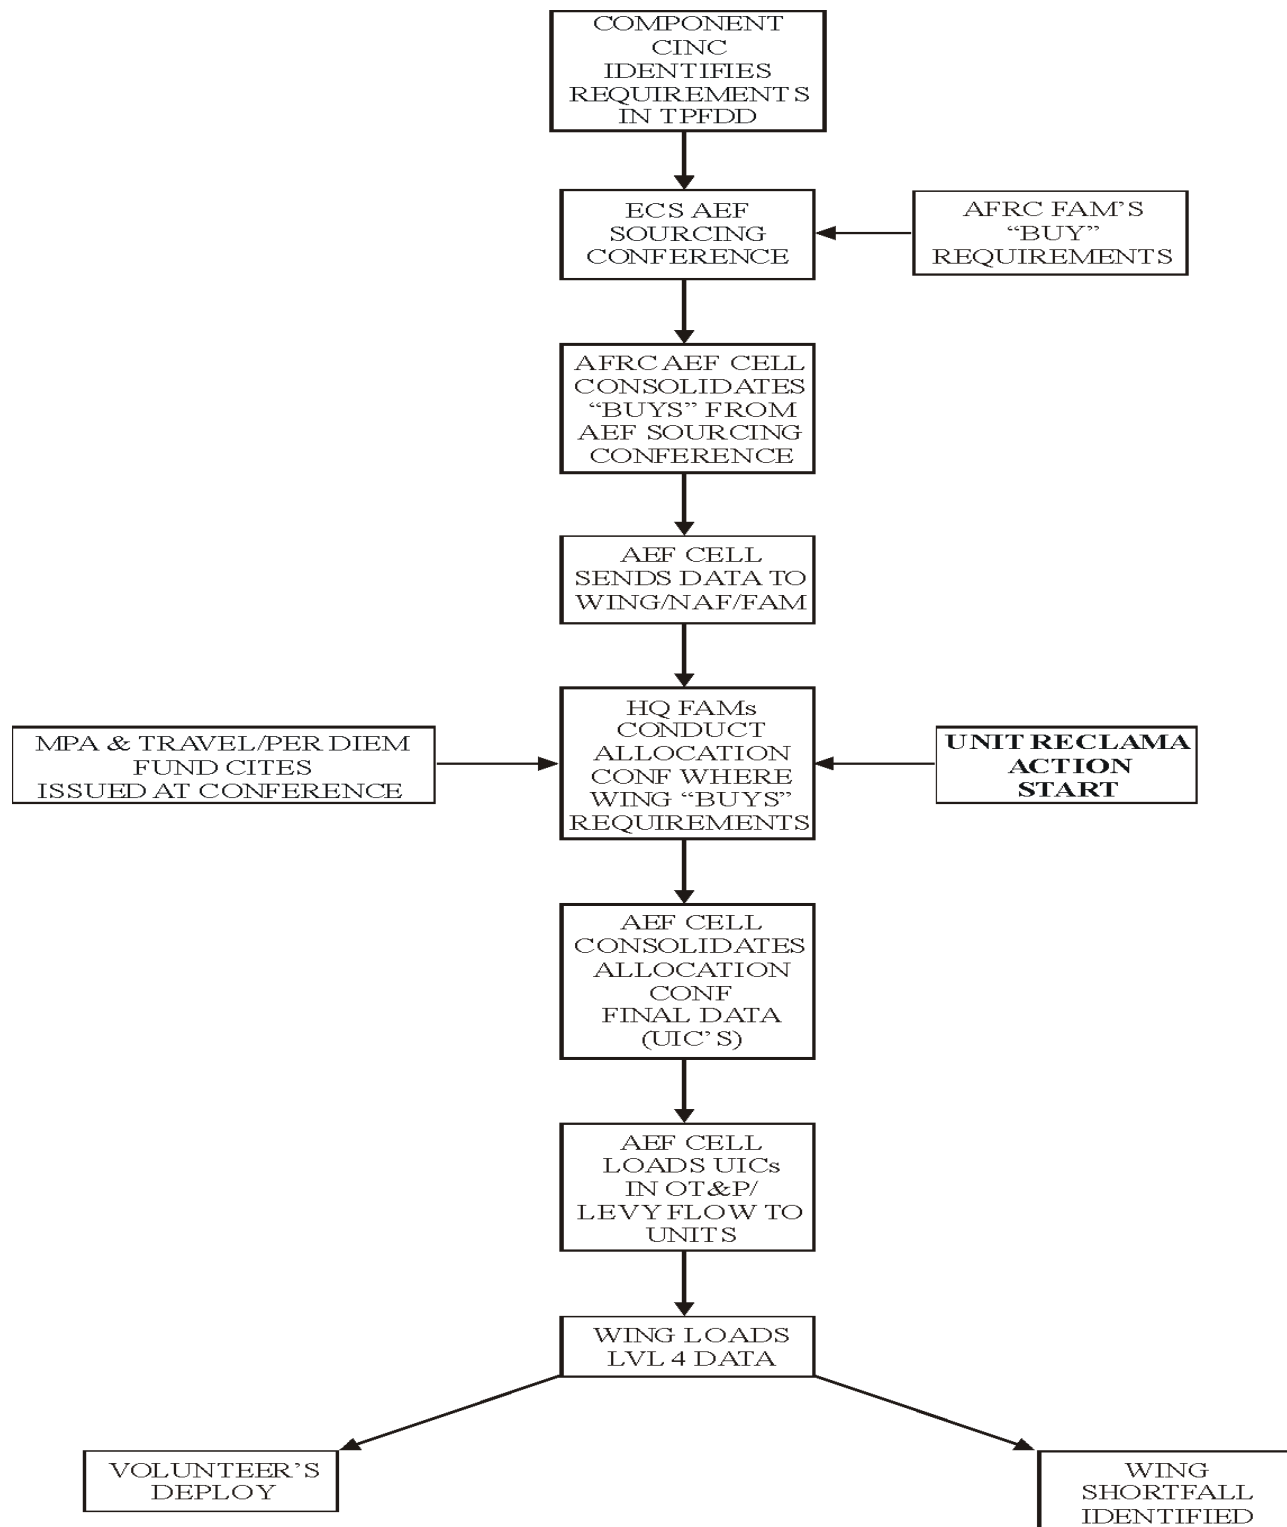 COMPONENT
CINC
IDENTIFIES
REQUIREMENTS
IN TPFDD
ECS AEF
SOURCING
CONFERENCE
AFRC FAM'S
“BUY”
REQUIREMENTS
AFRC AEF CELL
CONSOLIDATES
“BUYS” FROM
AEF SOURCING
CONFERENCE
AEF CELL
SENDS DATA TO
WING/NAF/FAM
MPA & TRAVEL/PER DIEM
FUND CITES
ISSUED AT CONFERENCE
HQ FAMs
CONDUCT
ALLOCATION
CONF WHERE
WING “BUYS”
REQUIREMENTS
UNIT RECLAMA
ACTION
START
AEF CELL
CONSOLIDATES
ALLOCATION
CONF
FINAL DATA
(UIC'S)
AEF CELL
LOADS UICs
IN OT&P/
LEVY FLOW TO
UNITS
WING LOADS
LVL 4 DATA
VOLUNTEER'S
DEPLOY
WING
SHORTFALL
IDENTIFIED